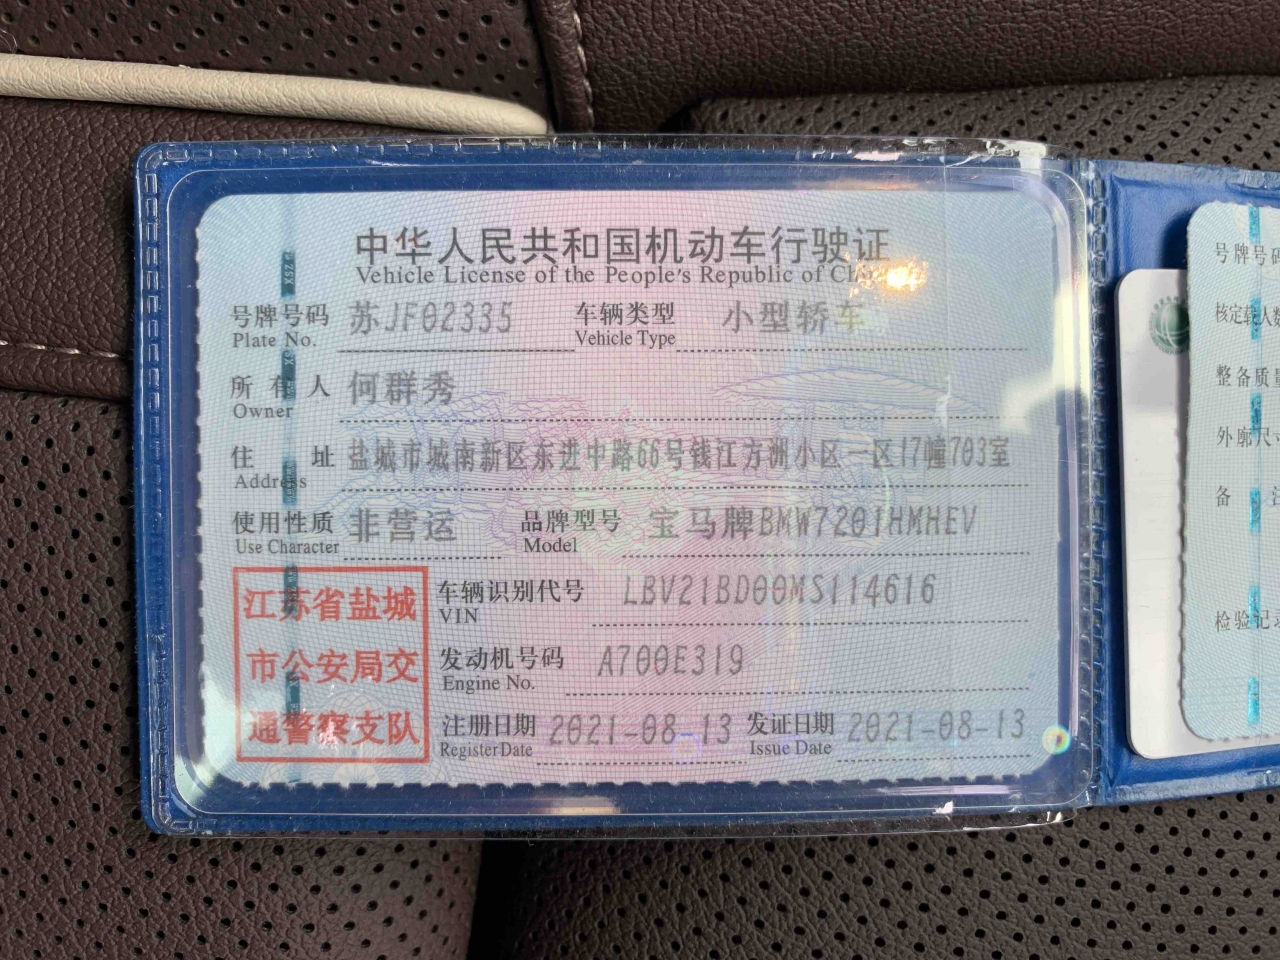 中华人民共和国机动车行驶证
Vehicle License of the People's Republic of Ch
号牌号码 苏JF02335 车辆类型 小型轿车
Plate No. Vehicle Type
所有人 何群秀
Owner
住址 盐城市城南新区东进中路66号钱江方洲小区一区17幢703室
Address
使用性质 非营运 品牌型号 宝马牌BMW7201HMHEV
Use Character Model
江苏省盐城
市公安局交
通警察支队
车辆识别代号 LBV21BD00MS114616
VIN
发动机号码 A700E319
Engine No.
注册日期 2021-08-13 发证日期 2021-08-13
Register Date Issue Date
号牌号码
核定载人数
整备质量
外廓尺寸
备注
检验记录